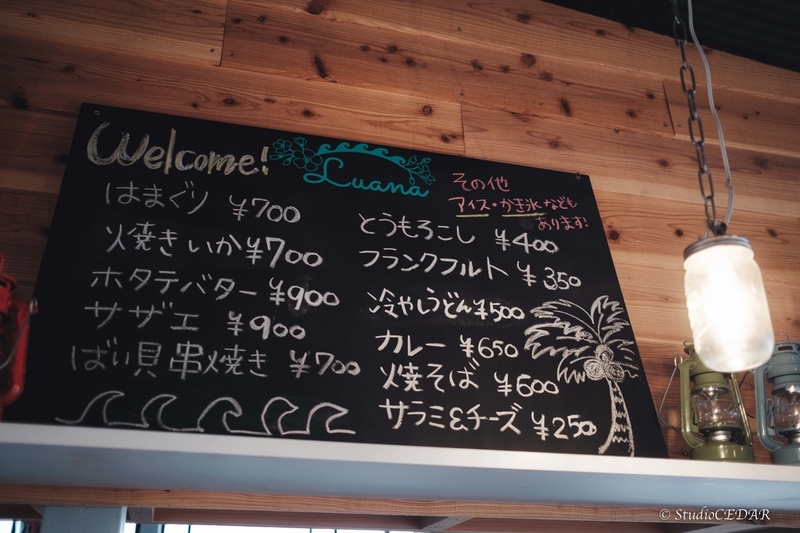 Welcome!
Luana
はまぐり ¥700
焼きいか ¥700
ホタテバター ¥900
サザエ ¥900
ばい貝串焼き ¥700
その他
アイス・かき氷なども
あります!
とうもろこし ¥400
フランクフルト ¥350
冷やしうどん ¥500
カレー ¥650
焼きそば ¥600
サラミ&チーズ ¥250
© StudioCEDAR